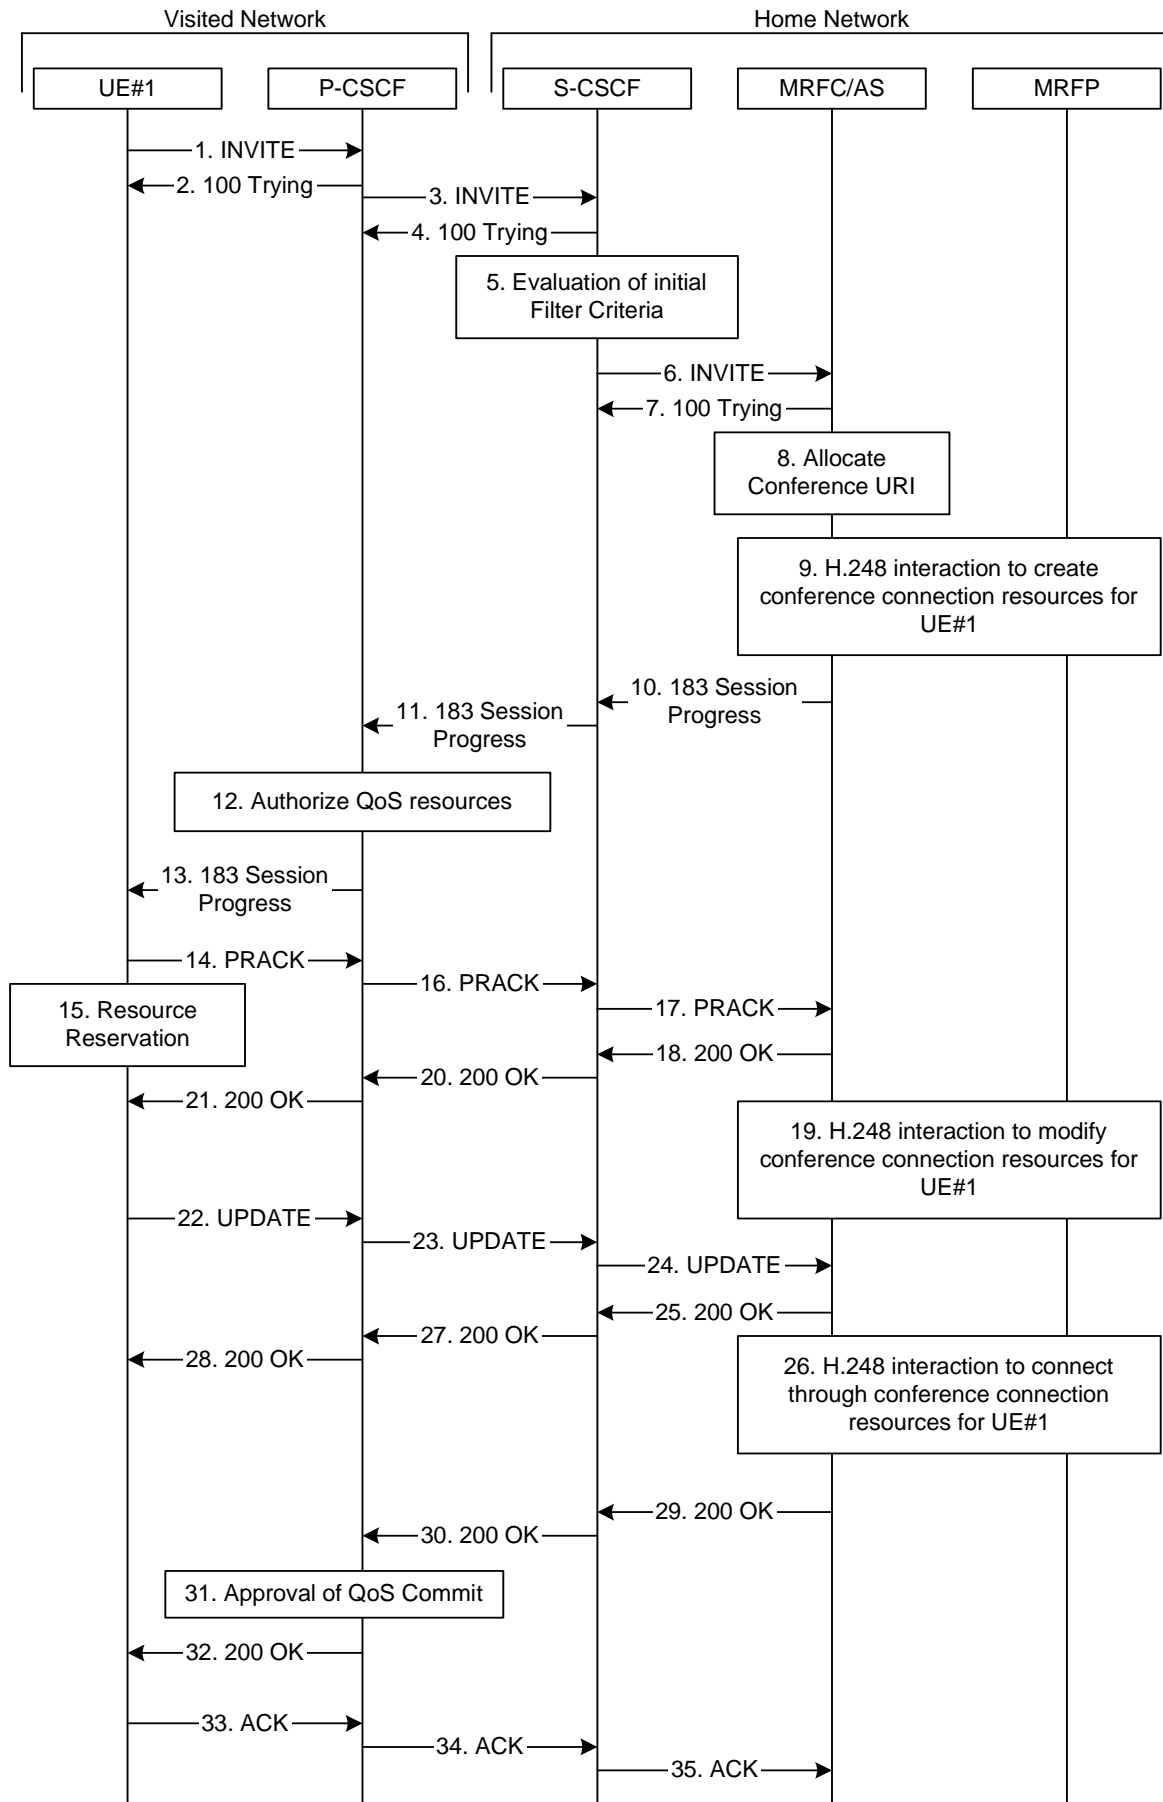 Visited Network
Home Network
UE#1
P-CSCF
S-CSCF
MRFC/AS
MRFP
1. INVITE
2. 100 Trying
3. INVITE
4. 100 Trying
5. Evaluation of initial
Filter Criteria
6. INVITE
7. 100 Trying
8. Allocate
Conference URI
9. H.248 interaction to create
conference connection resources for
UE#1
10. 183 Session
Progress
11. 183 Session
Progress
12. Authorize QoS resources
13. 183 Session
Progress
14. PRACK
15. Resource
Reservation
16. PRACK
17. PRACK
18. 200 OK
20. 200 OK
21. 200 OK
19. H.248 interaction to modify
conference connection resources for
UE#1
22. UPDATE
23. UPDATE
24. UPDATE
25. 200 OK
27. 200 OK
28. 200 OK
26. H.248 interaction to connect
through conference connection
resources for UE#1
29. 200 OK
30. 200 OK
31. Approval of QoS Commit
32. 200 OK
33. ACK
34. ACK
35. ACK